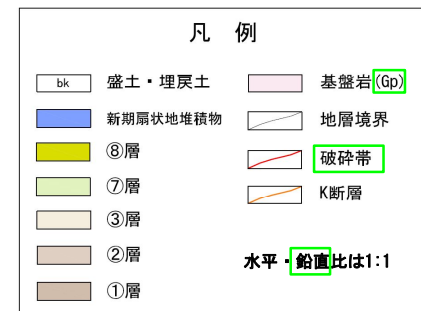 凡 例
bk 盛土・埋戻土
新期扇状地堆積物
⑧層
⑦層
③層
②層
①層
基盤岩(Gp)
地層境界
破砕帯
K断層
水平・鉛直比は1:1